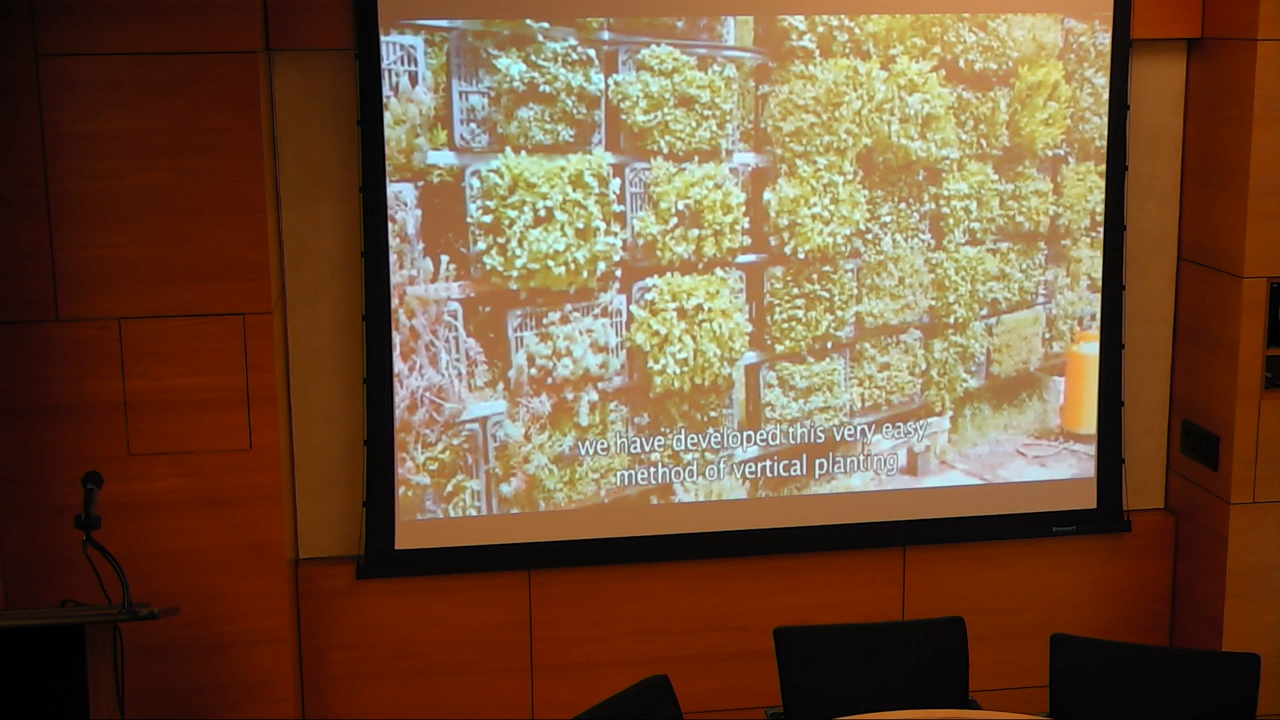 we have developed this very easy
method of vertical planting